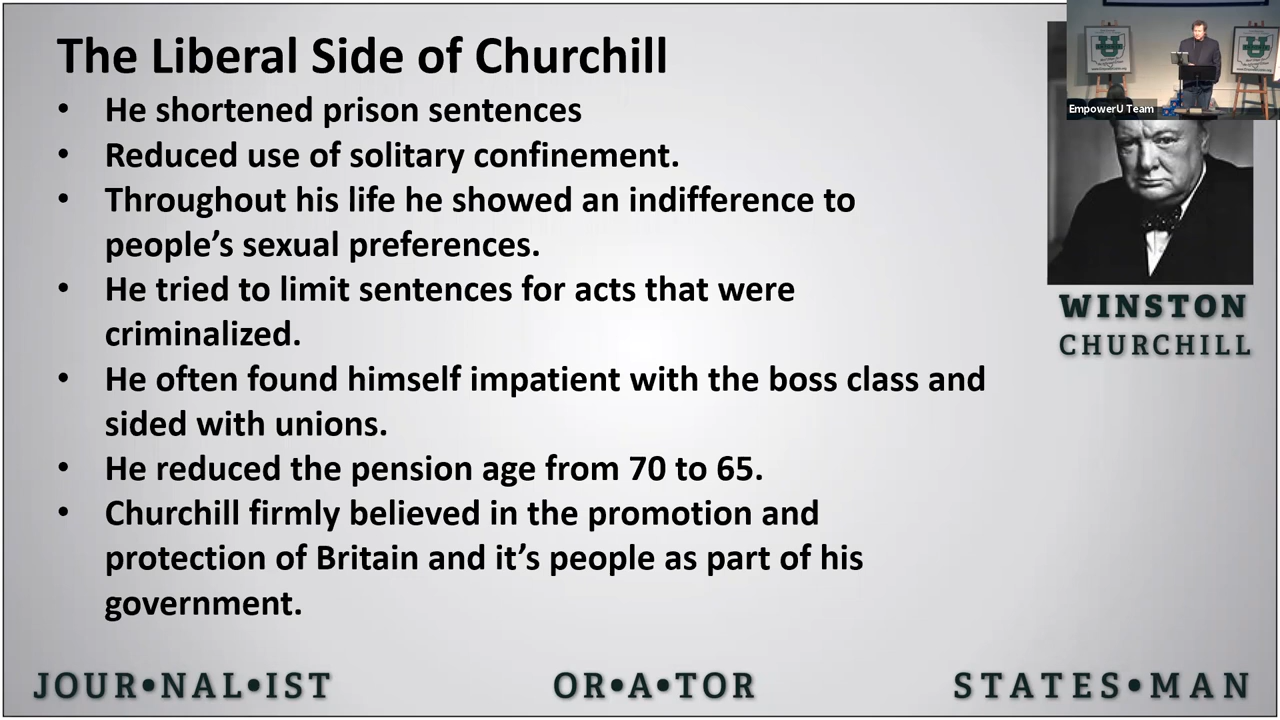 The Liberal Side of Churchill
• He shortened prison sentences
• Reduced use of solitary confinement.
• Throughout his life he showed an indifference to
people’s sexual preferences.
• He tried to limit sentences for acts that were
criminalized.
• He often found himself impatient with the boss class and
sided with unions.
• He reduced the pension age from 70 to 65.
• Churchill firmly believed in the promotion and
protection of Britain and it’s people as part of his
government.
EmpowerU Team
WINSTON
CHURCHILL
JOUR•NAL•IST
OR•A•TOR
STATES•MAN